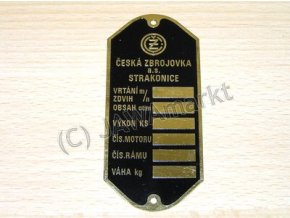 ČESKÁ ZBROJOVKA
a.s.
STRAKONICE
VRTÁNÍ m/
ZDVIH /m
OBSAH ccm
VÝKON KS
ČÍS. MOTORU
ČÍS. RÁMU
VÁHA kg
(C) JAWAmarkt